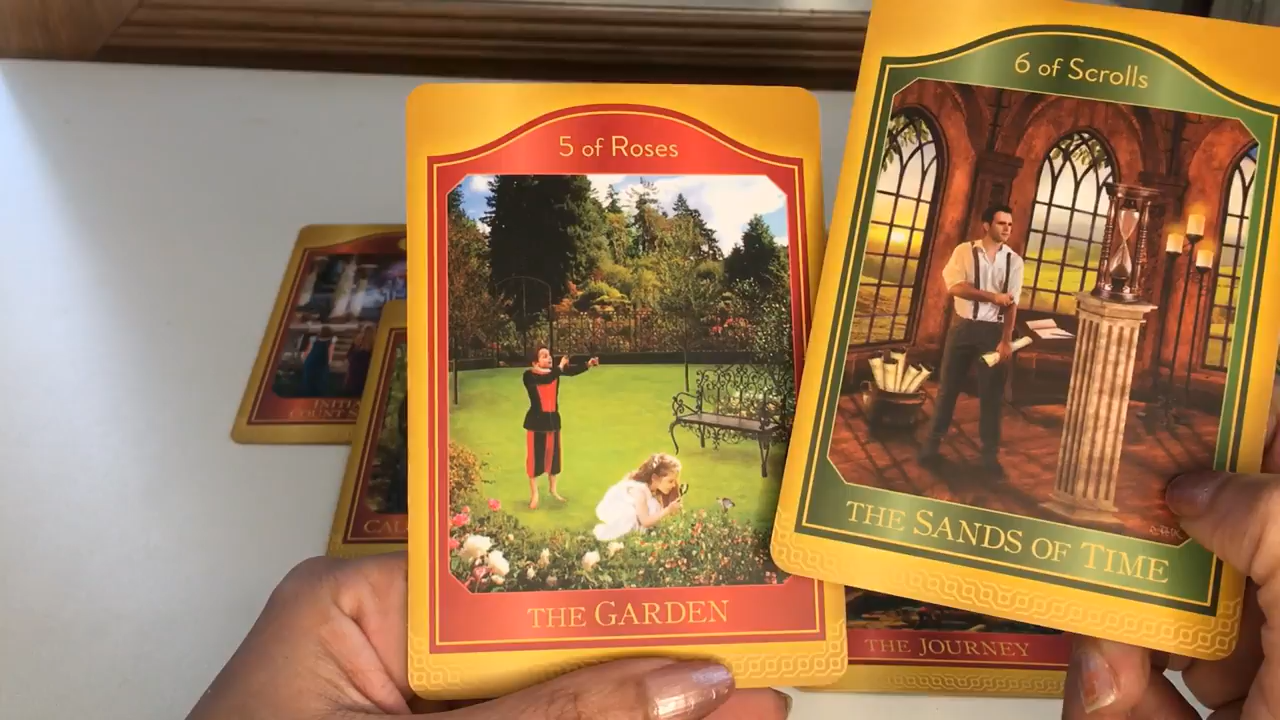 5 of Roses
THE GARDEN
6 of Scrolls
THE SANDS OF TIME
THE JOURNEY